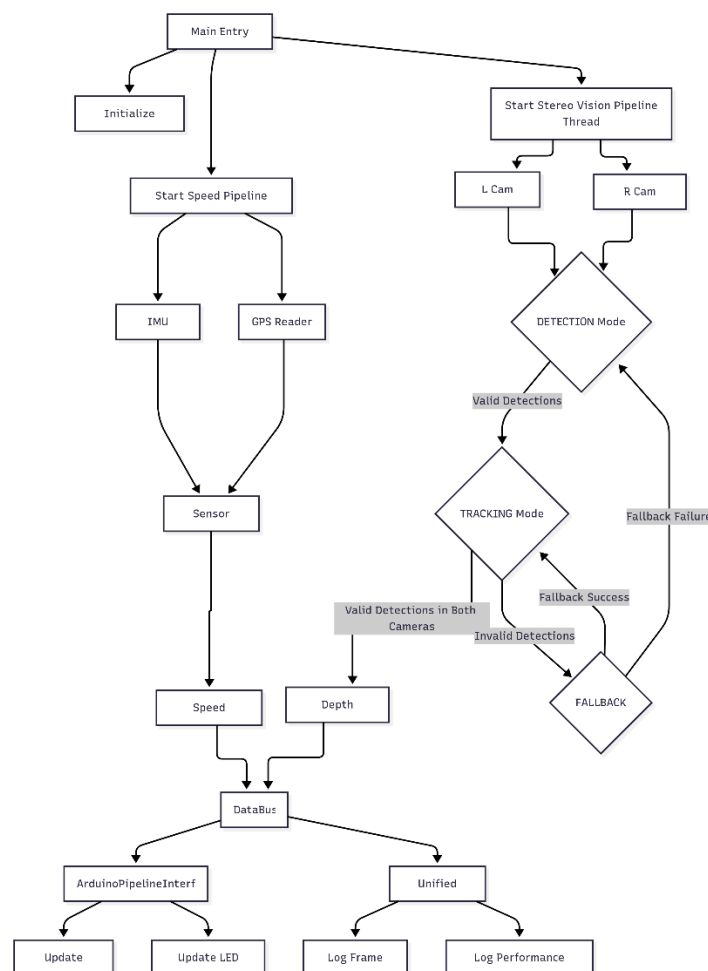 Main Entry
Initialize
Start Stereo Vision Pipeline
Thread
L Cam
R Cam
Start Speed Pipeline
IMU
GPS Reader
DETECTION Mode
Valid Detections
Sensor
TRACKING Mode
Fallback Failure
Fallback Success
Valid Detections in Both
Cameras
Invalid Detections
Speed
Depth
FALLBACK
DataBus
ArduinoPipelineInterf
Unified
Update
Update LED
Log Frame
Log Performance